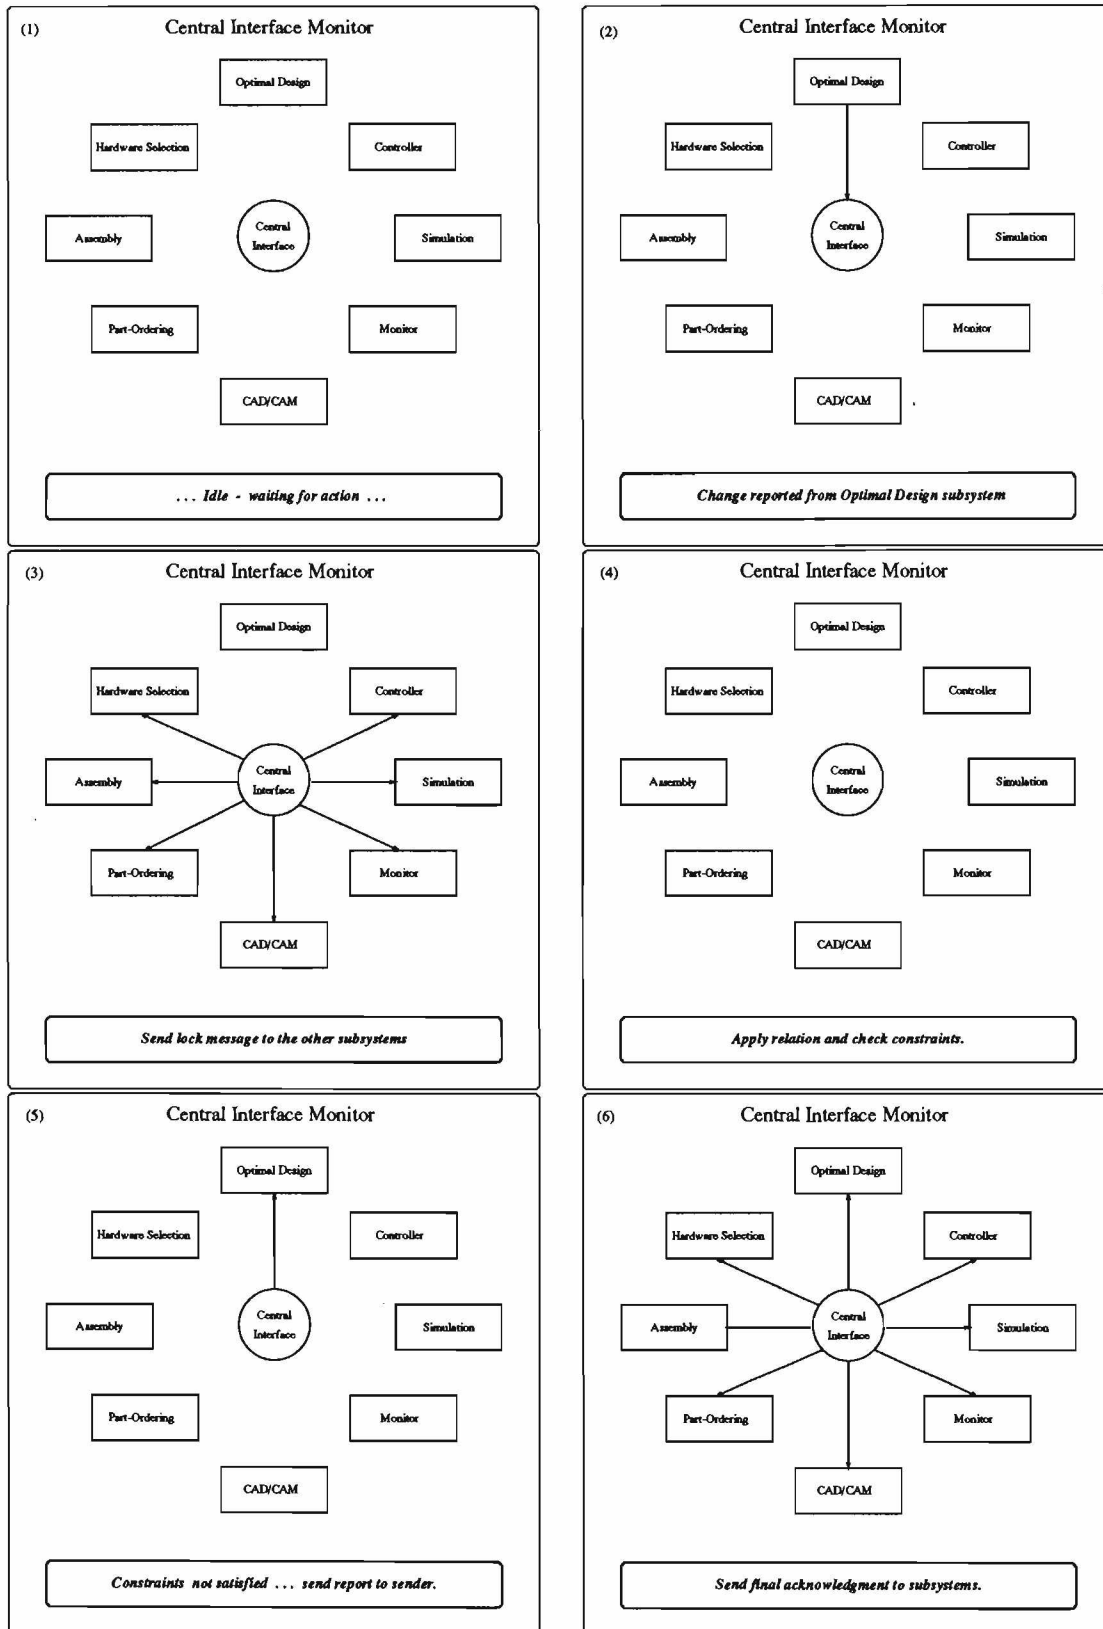 (1)
Central Interface Monitor
Optimal Design
Hardware Selection
Controller
Assembly
Central
Interface
Simulation
Part-Ordering
Monitor
CAD/CAM
. . . Idle - waiting for action . . .
(2)
Central Interface Monitor
Optimal Design
Hardware Selection
Controller
Assembly
Central
Interface
Simulation
Part-Ordering
Monitor
CAD/CAM
Change reported from Optimal Design subsystem
(3)
Central Interface Monitor
Optimal Design
Hardware Selection
Controller
Assembly
Central
Interface
Simulation
Part-Ordering
Monitor
CAD/CAM
Send lock message to the other subsystems
(4)
Central Interface Monitor
Optimal Design
Hardware Selection
Controller
Assembly
Central
Interface
Simulation
Part-Ordering
Monitor
CAD/CAM
Apply relation and check constraints.
(5)
Central Interface Monitor
Optimal Design
Hardware Selection
Controller
Assembly
Central
Interface
Simulation
Part-Ordering
Monitor
CAD/CAM
Constraints not satisfied . . . send report to sender.
(6)
Central Interface Monitor
Optimal Design
Hardware Selection
Controller
Assembly
Central
Interface
Simulation
Part-Ordering
Monitor
CAD/CAM
Send final acknowledgment to subsystems.